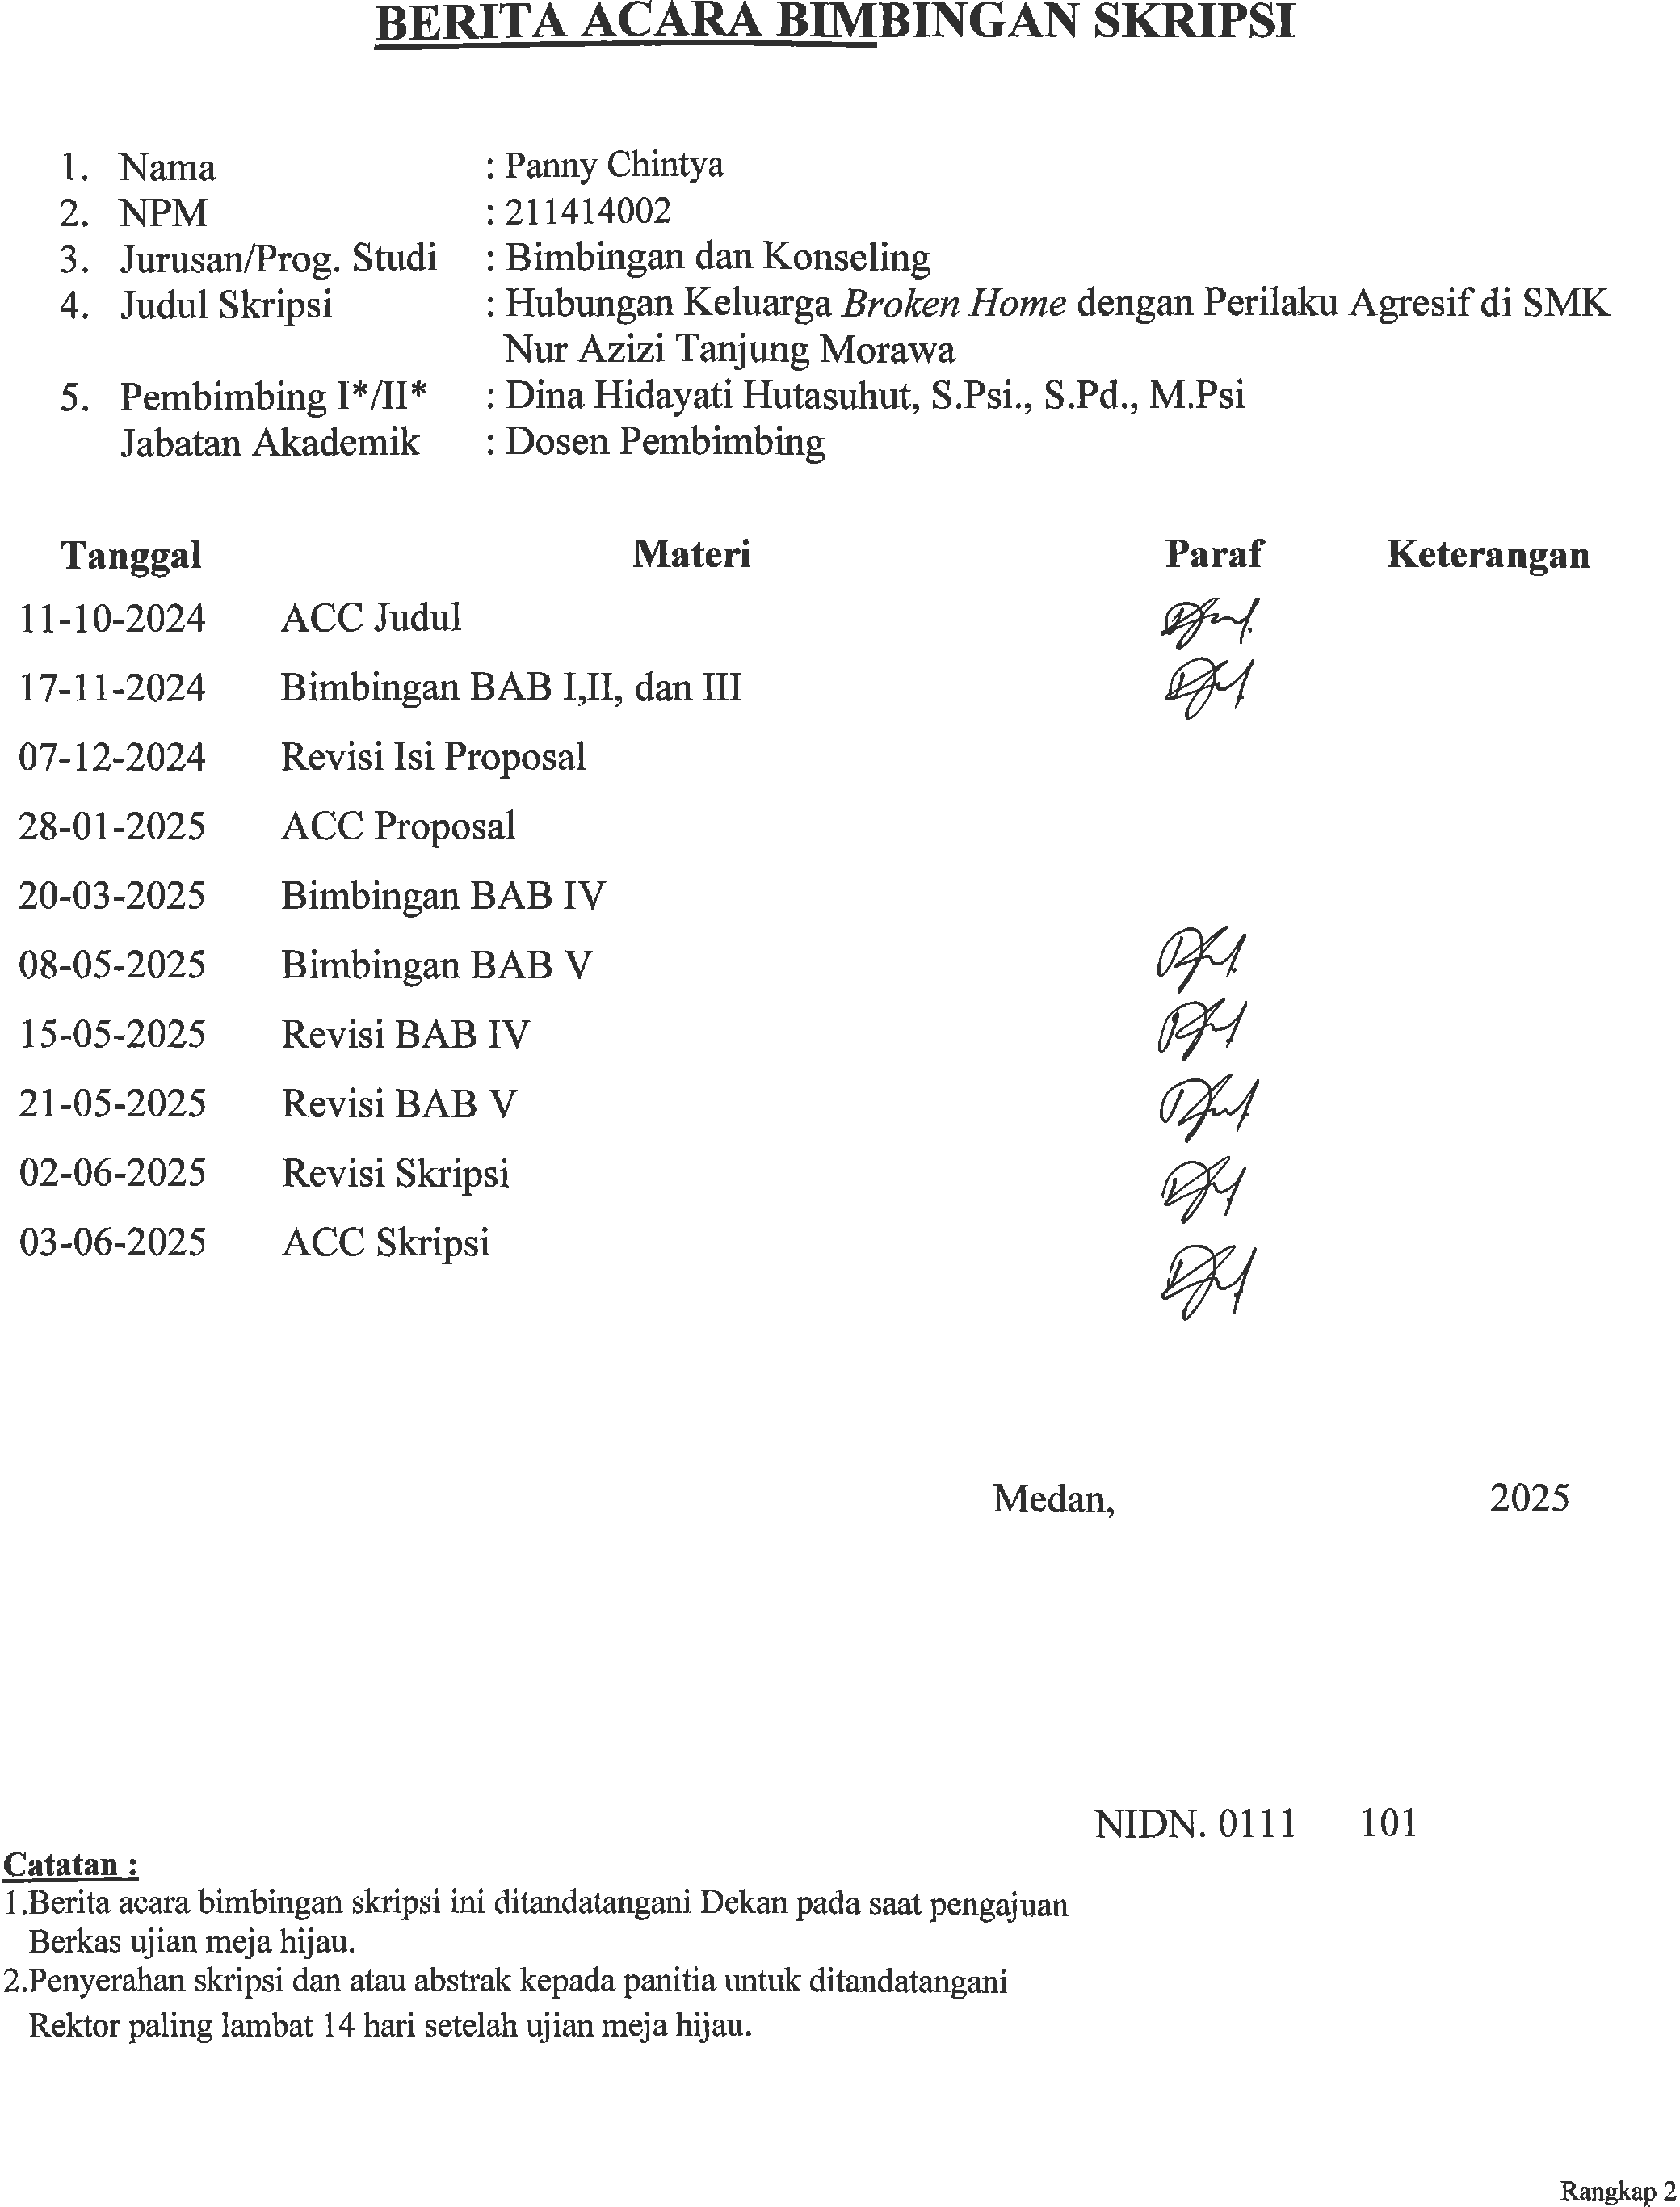 BERITA ACARA BIMBINGAN SKRIPSI
1. Nama : Panny Chintya
2. NPM : 211414002
3. Jurusan/Prog. Studi : Bimbingan dan Konseling
4. Judul Skripsi : Hubungan Keluarga Broken Home dengan Perilaku Agresif di SMK
Nur Azizi Tanjung Morawa
5. Pembimbing I*/II* : Dina Hidayati Hutasuhut, S.Psi., S.Pd., M.Psi
Jabatan Akademik : Dosen Pembimbing
Tanggal Materi Paraf Keterangan
11-10-2024 ACC Judul
17-11-2024 Bimbingan BAB I,II, dan III
07-12-2024 Revisi Isi Proposal
28-01-2025 ACC Proposal
20-03-2025 Bimbingan BAB IV
08-05-2025 Bimbingan BAB V
15-05-2025 Revisi BAB IV
21-05-2025 Revisi BAB V
02-06-2025 Revisi Skripsi
03-06-2025 ACC Skripsi
Medan, 2025
NIDN. 0111 101
Catatan :
1.Berita acara bimbingan skripsi ini ditandatangani Dekan pada saat pengajuan
Berkas ujian meja hijau.
2.Penyerahan skripsi dan atau abstrak kepada panitia untuk ditandatangani
Rektor paling lambat 14 hari setelah ujian meja hijau.
Rangkap 2